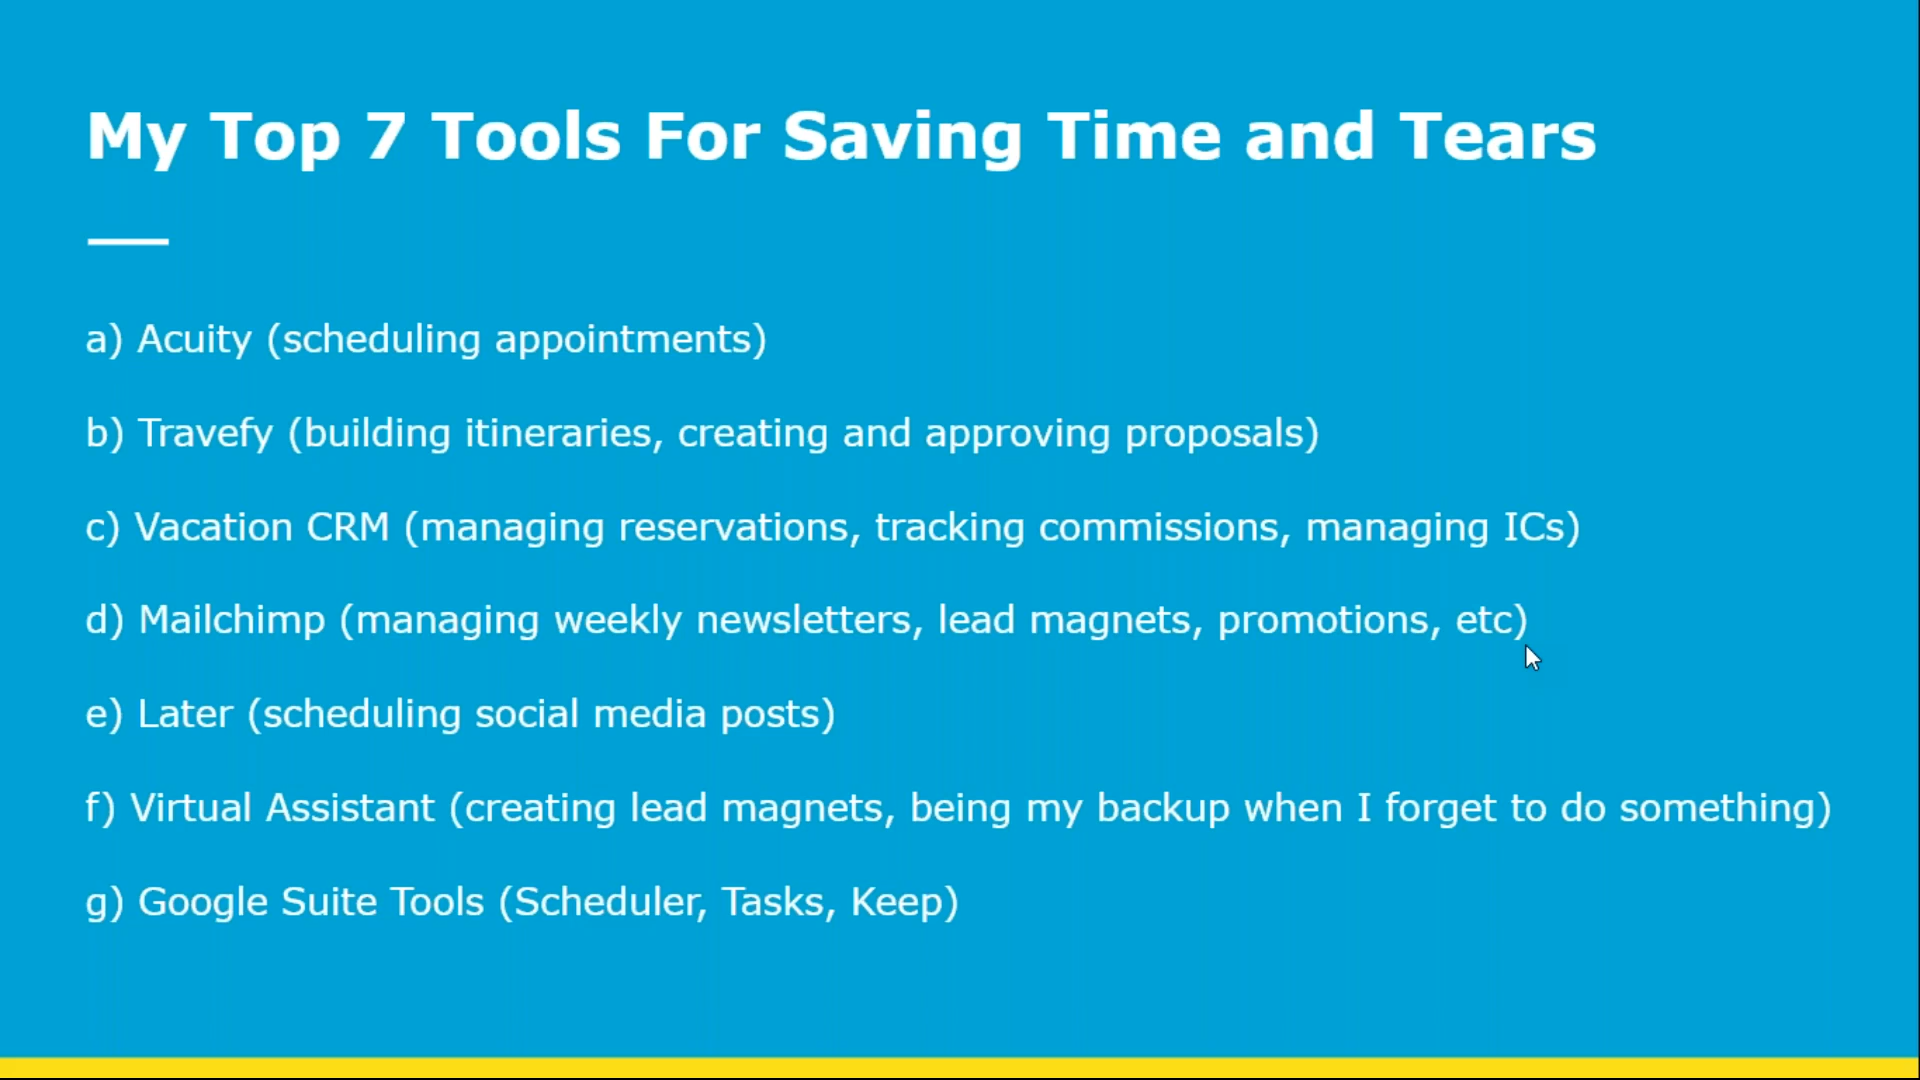 My Top 7 Tools For Saving Time and Tears
a) Acuity (scheduling appointments)
b) Travefy (building itineraries, creating and approving proposals)
c) Vacation CRM (managing reservations, tracking commissions, managing ICs)
d) Mailchimp (managing weekly newsletters, lead magnets, promotions, etc)
e) Later (scheduling social media posts)
f) Virtual Assistant (creating lead magnets, being my backup when I forget to do something)
g) Google Suite Tools (Scheduler, Tasks, Keep)